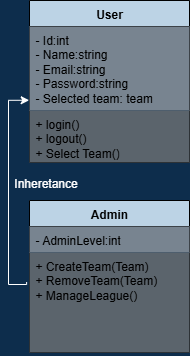 User
- Id:int
- Name:string
- Email:string
- Password:string
- Selected team: team
+ login()
+ logout()
+ Select Team()
Inheretance
Admin
- AdminLevel:int
+ CreateTeam(Team)
+ RemoveTeam(Team)
+ ManageLeague()